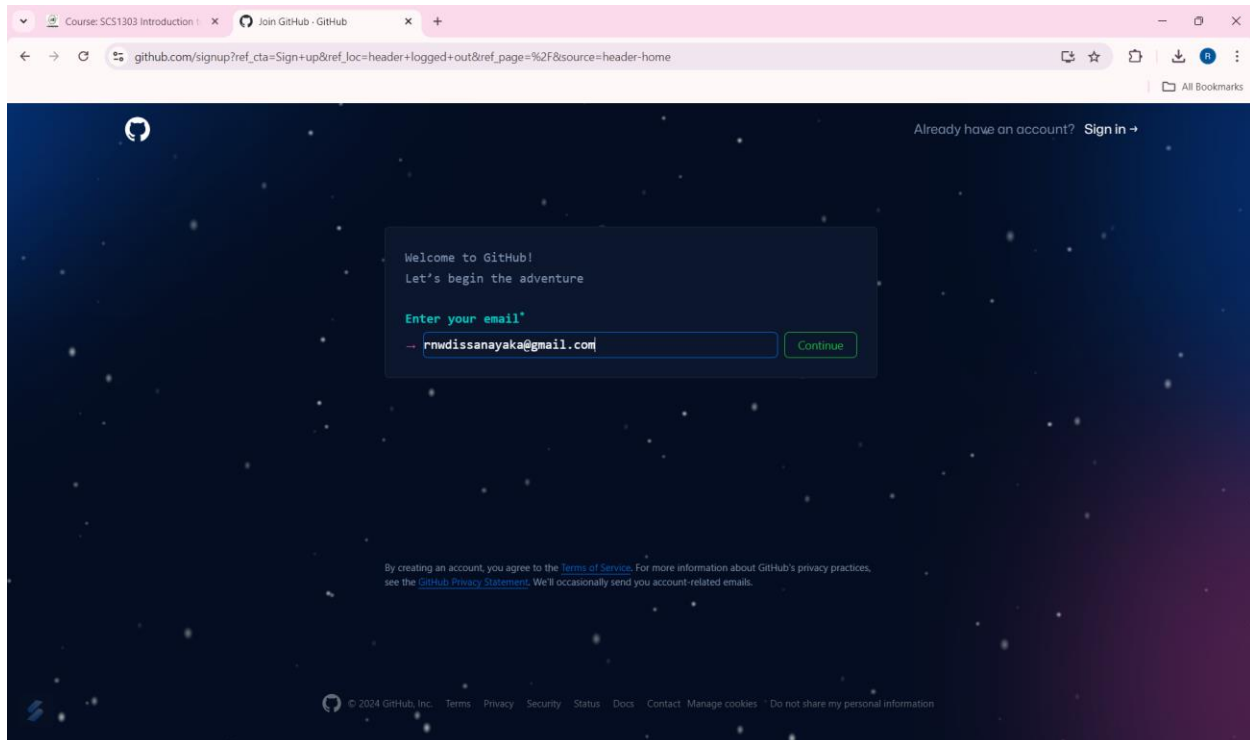 Course: SCS1303 Introduction t
Join GitHub · GitHub
github.com/signup?ref_cta=Sign+up&ref_loc=header+logged+out&ref_page=%2F&source=header-home
R
All Bookmarks
Already have an account? Sign in →
Welcome to GitHub!
Let's begin the adventure
Enter your email*
→ rnwdissanayaka@gmail.com
Continue
By creating an account, you agree to the Terms of Service. For more information about GitHub's privacy practices,
see the GitHub Privacy Statement. We'll occasionally send you account-related emails.
© 2024 GitHub, Inc. Terms Privacy Security Status Docs Contact Manage cookies Do not share my personal information